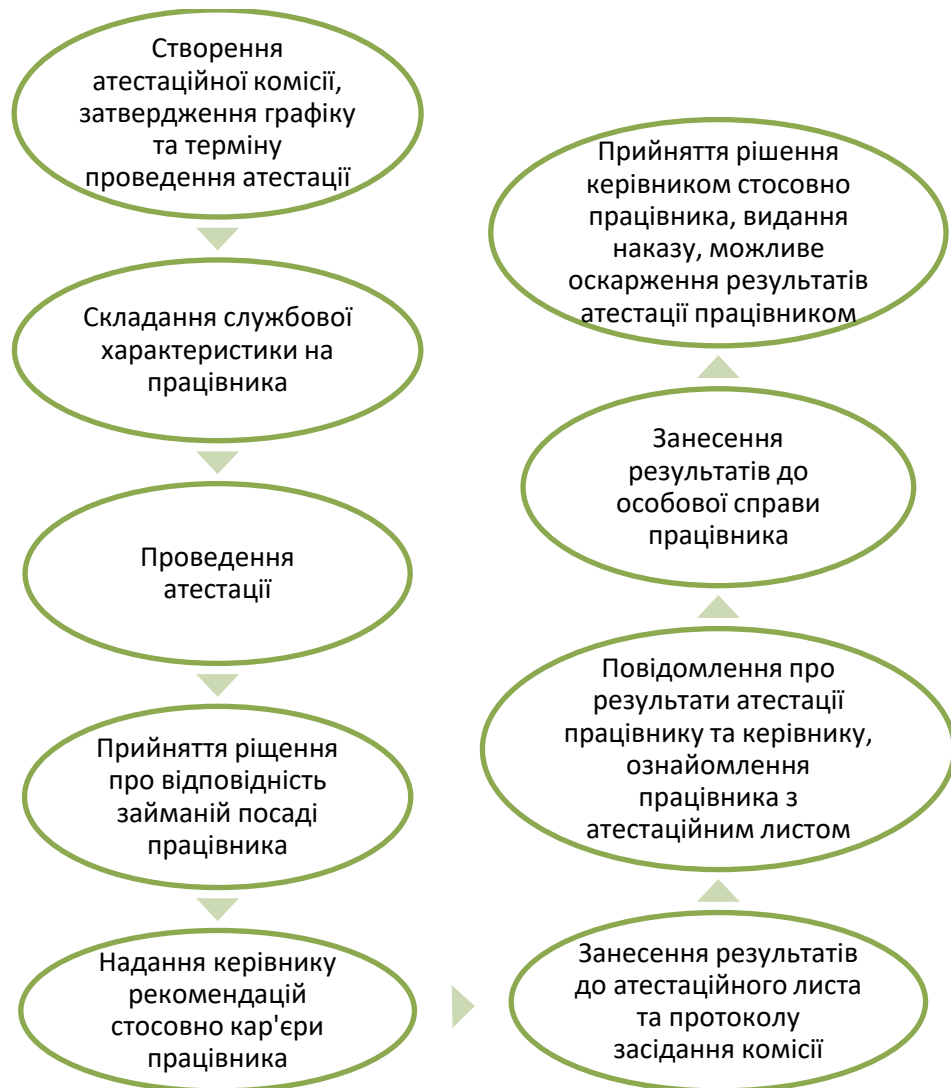 Створення
атестаційної комісії,
затвердження графіку
та терміну
проведення атестації
Складання службової
характеристики на
працівника
Проведення
атестації
Прийняття ріщення
про відповідність
займаній посаді
працівника
Надання керівнику
рекомендацій
стосовно кар'єри
працівника
Занесення результатів
до атестаційного листа
та протоколу
засідання комісії
Повідомлення про
результати атестації
працівнику та керівнику,
ознайомлення
працівника з
атестаційним листом
Занесення
результатів до
особової справи
працівника
Прийняття рішення
керівником стосовно
працівника, видання
наказу, можливе
оскарження результатів
атестації працівником